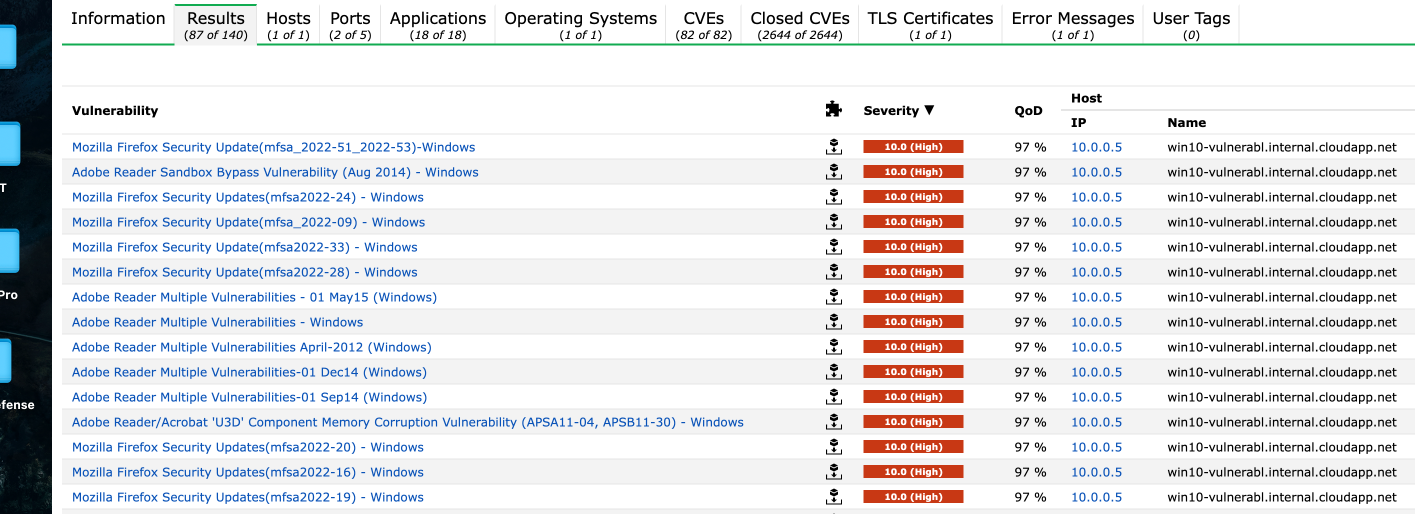 Information Results Hosts Ports Applications Operating Systems CVEs Closed CVEs TLS Certificates Error Messages User Tags
(87 of 140) (1 of 1) (2 of 5) (18 of 18) (1 of 1) (82 of 82) (2644 of 2644) (1 of 1) (1 of 1) (0)
Host
Vulnerability Severity ▼ QoD
IP Name
Mozilla Firefox Security Update(mfsa_2022-51_2022-53)-Windows 10.0 (High) 97 % 10.0.0.5 win10-vulnerabl.internal.cloudapp.net
Adobe Reader Sandbox Bypass Vulnerability (Aug 2014) - Windows 10.0 (High) 97 % 10.0.0.5 win10-vulnerabl.internal.cloudapp.net
T
Mozilla Firefox Security Updates(mfsa2022-24) - Windows 10.0 (High) 97 % 10.0.0.5 win10-vulnerabl.internal.cloudapp.net
Mozilla Firefox Security Update(mfsa_2022-09) - Windows 10.0 (High) 97 % 10.0.0.5 win10-vulnerabl.internal.cloudapp.net
Mozilla Firefox Security Update(mfsa2022-33) - Windows 10.0 (High) 97 % 10.0.0.5 win10-vulnerabl.internal.cloudapp.net
Mozilla Firefox Security Update(mfsa2022-28) - Windows 10.0 (High) 97 % 10.0.0.5 win10-vulnerabl.internal.cloudapp.net
Pro
Adobe Reader Multiple Vulnerabilities - 01 May15 (Windows) 10.0 (High) 97 % 10.0.0.5 win10-vulnerabl.internal.cloudapp.net
Adobe Reader Multiple Vulnerabilities - Windows 10.0 (High) 97 % 10.0.0.5 win10-vulnerabl.internal.cloudapp.net
Adobe Reader Multiple Vulnerabilities April-2012 (Windows) 10.0 (High) 97 % 10.0.0.5 win10-vulnerabl.internal.cloudapp.net
Adobe Reader Multiple Vulnerabilities-01 Dec14 (Windows) 10.0 (High) 97 % 10.0.0.5 win10-vulnerabl.internal.cloudapp.net
Adobe Reader Multiple Vulnerabilities-01 Sep14 (Windows) 10.0 (High) 97 % 10.0.0.5 win10-vulnerabl.internal.cloudapp.net
efense
Adobe Reader/Acrobat 'U3D' Component Memory Corruption Vulnerability (APSA11-04, APSB11-30) - Windows 10.0 (High) 97 % 10.0.0.5 win10-vulnerabl.internal.cloudapp.net
Mozilla Firefox Security Updates(mfsa2022-20) - Windows 10.0 (High) 97 % 10.0.0.5 win10-vulnerabl.internal.cloudapp.net
Mozilla Firefox Security Updates(mfsa2022-16) - Windows 10.0 (High) 97 % 10.0.0.5 win10-vulnerabl.internal.cloudapp.net
Mozilla Firefox Security Updates(mfsa2022-19) - Windows 10.0 (High) 97 % 10.0.0.5 win10-vulnerabl.internal.cloudapp.net